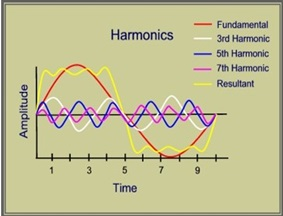 Harmonics
Fundamental
3rd Harmonic
5th Harmonic
7th Harmonic
Resultant
Amplitude
1 3 5 7 9
Time